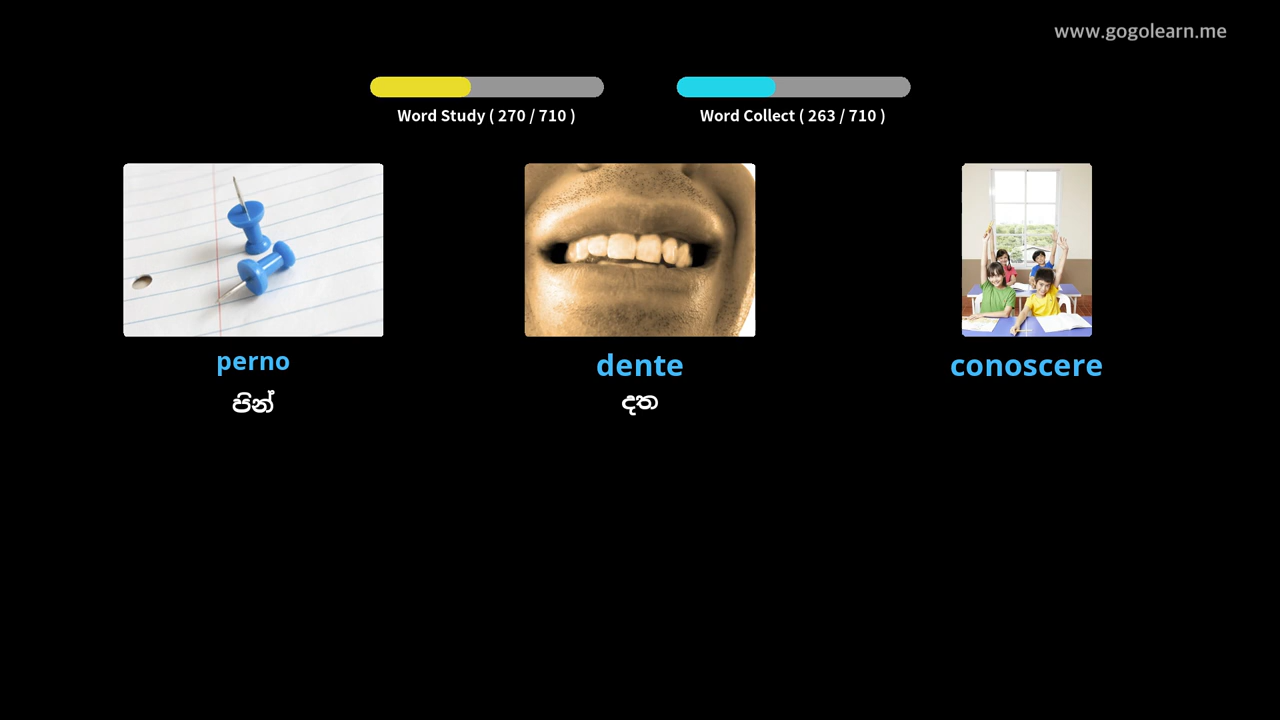 www.gogolearn.me
Word Study ( 270 / 710 )
Word Collect ( 263 / 710 )
perno
dente
conoscere
පින්
දත